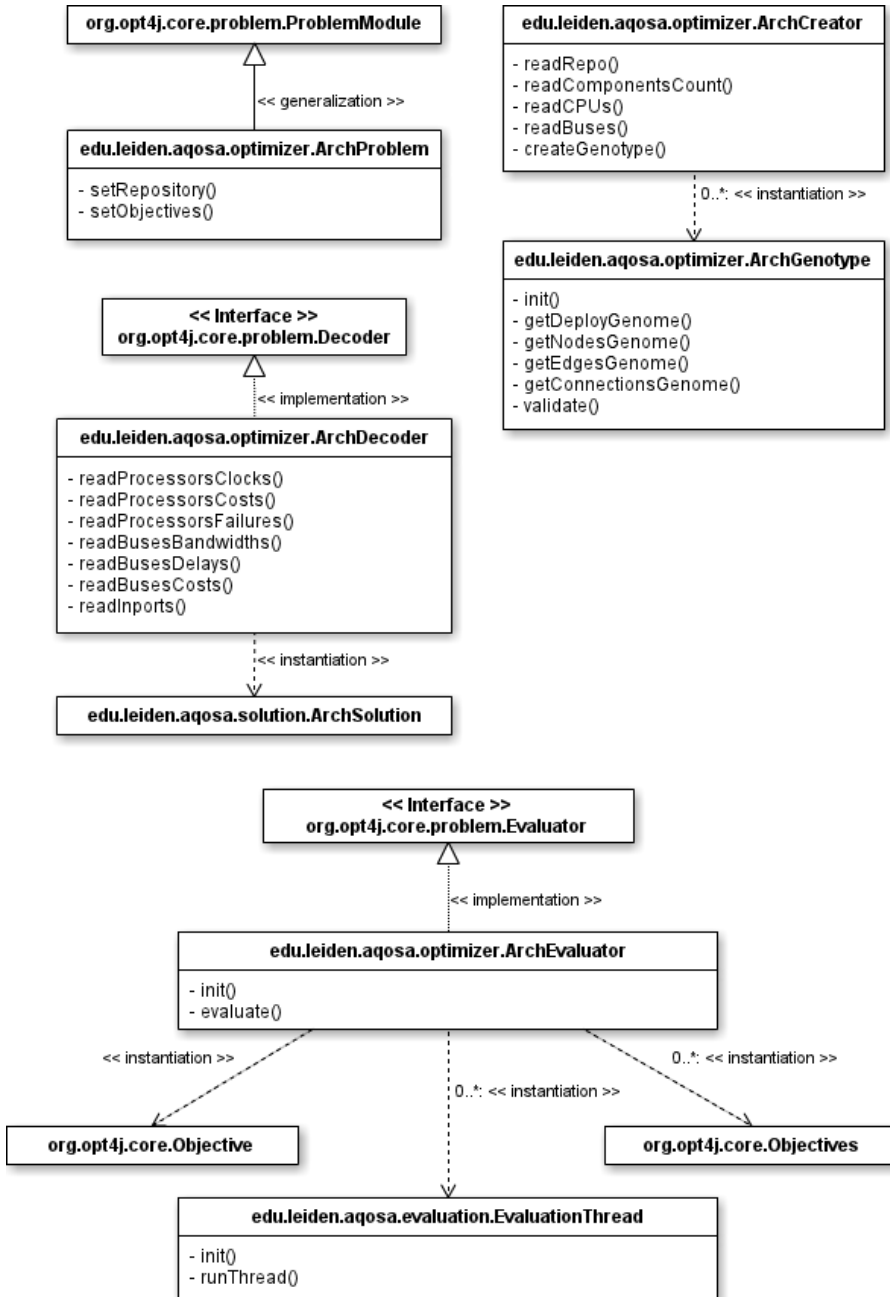 org.opt4j.core.problem.ProblemModule
<< generalization >>
edu.leiden.aqosa.optimizer.ArchProblem
- setRepository()
- setObjectives()
edu.leiden.aqosa.optimizer.ArchCreator
- readRepo()
- readComponentsCount()
- readCPUs()
- readBuses()
- createGenotype()
0..*: << instantiation >>
edu.leiden.aqosa.optimizer.ArchGenotype
- init()
- getDeployGenome()
- getNodesGenome()
- getEdgesGenome()
- getConnectionsGenome()
- validate()
<< Interface >>
org.opt4j.core.problem.Decoder
<< implementation >>
edu.leiden.aqosa.optimizer.ArchDecoder
- readProcessorsClocks()
- readProcessorsCosts()
- readProcessorsFailures()
- readBusesBandwidths()
- readBusesDelays()
- readBusesCosts()
- readInports()
<< instantiation >>
edu.leiden.aqosa.solution.ArchSolution
<< Interface >>
org.opt4j.core.problem.Evaluator
<< implementation >>
edu.leiden.aqosa.optimizer.ArchEvaluator
- init()
- evaluate()
<< instantiation >>
0..*: << instantiation >>
0..*: << instantiation >>
org.opt4j.core.Objective
org.opt4j.core.Objectives
edu.leiden.aqosa.evaluation.EvaluationThread
- init()
- runThread()